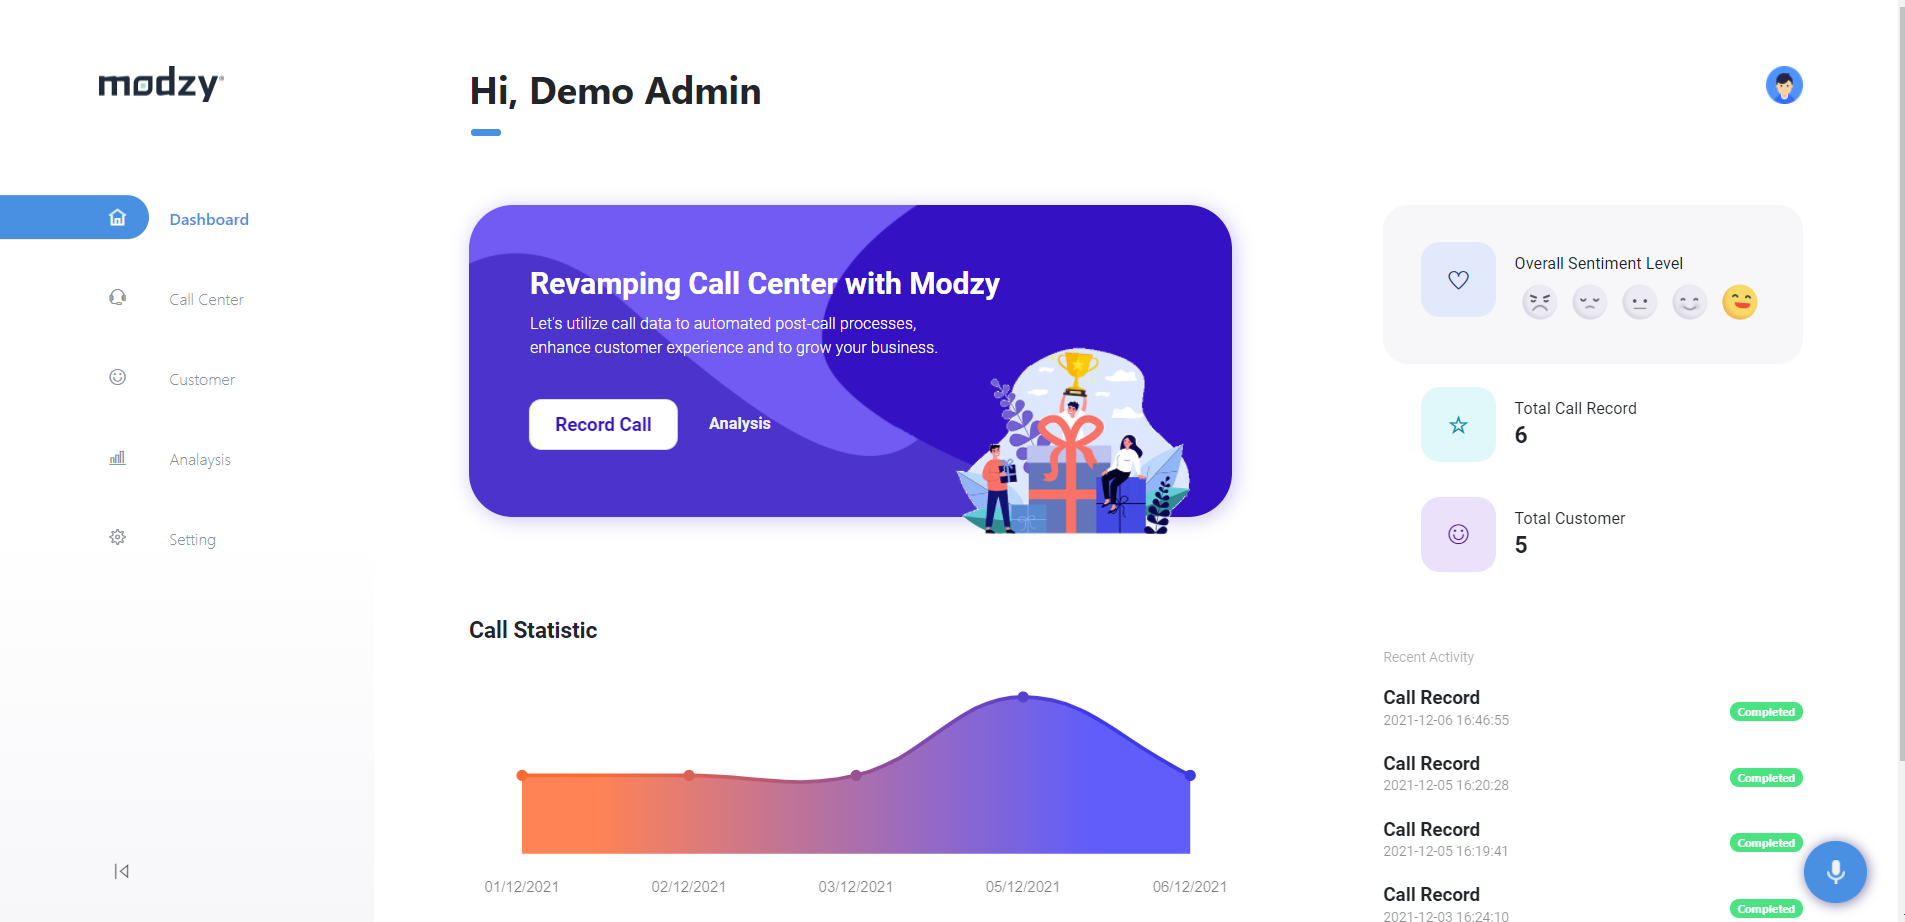 modzy
Hi, Demo Admin
Dashboard
Call Center
Customer
Analaysis
Setting
Revamping Call Center with Modzy
Let's utilize call data to automated post-call processes,
enhance customer experience and to grow your business.
Record Call
Analysis
Overall Sentiment Level
Total Call Record
6
Total Customer
5
Call Statistic
01/12/2021
02/12/2021
03/12/2021
05/12/2021
06/12/2021
Recent Activity
Call Record
2021-12-06 16:46:55
Completed
Call Record
2021-12-05 16:20:28
Completed
Call Record
2021-12-05 16:19:41
Completed
Call Record
2021-12-03 16:24:10
Completed